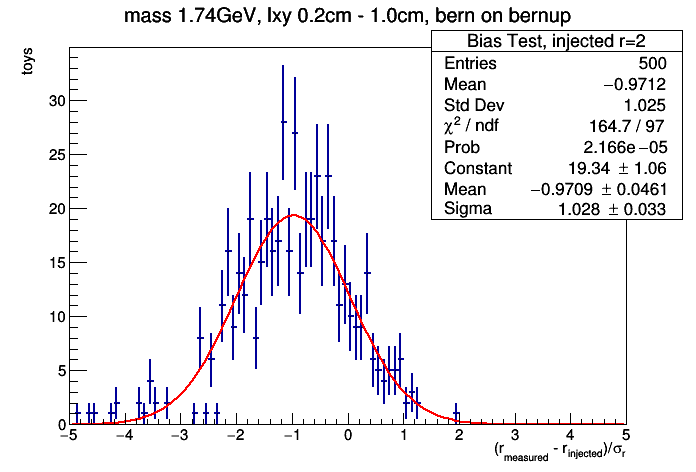 mass 1.74GeV, lxy 0.2cm - 1.0cm, bern on bernup
Bias Test, injected r=2
Entries 500
Mean −0.9712
Std Dev 1.025
χ² / ndf 164.7 / 97
Prob 2.166e−05
Constant 19.34 ± 1.06
Mean −0.9709 ± 0.0461
Sigma 1.028 ± 0.033
toys
30
25
20
15
10
5
0
−5 −4 −3 −2 −1 0 1 2 3 4 5
(r_measured - r_injected)/σ_r